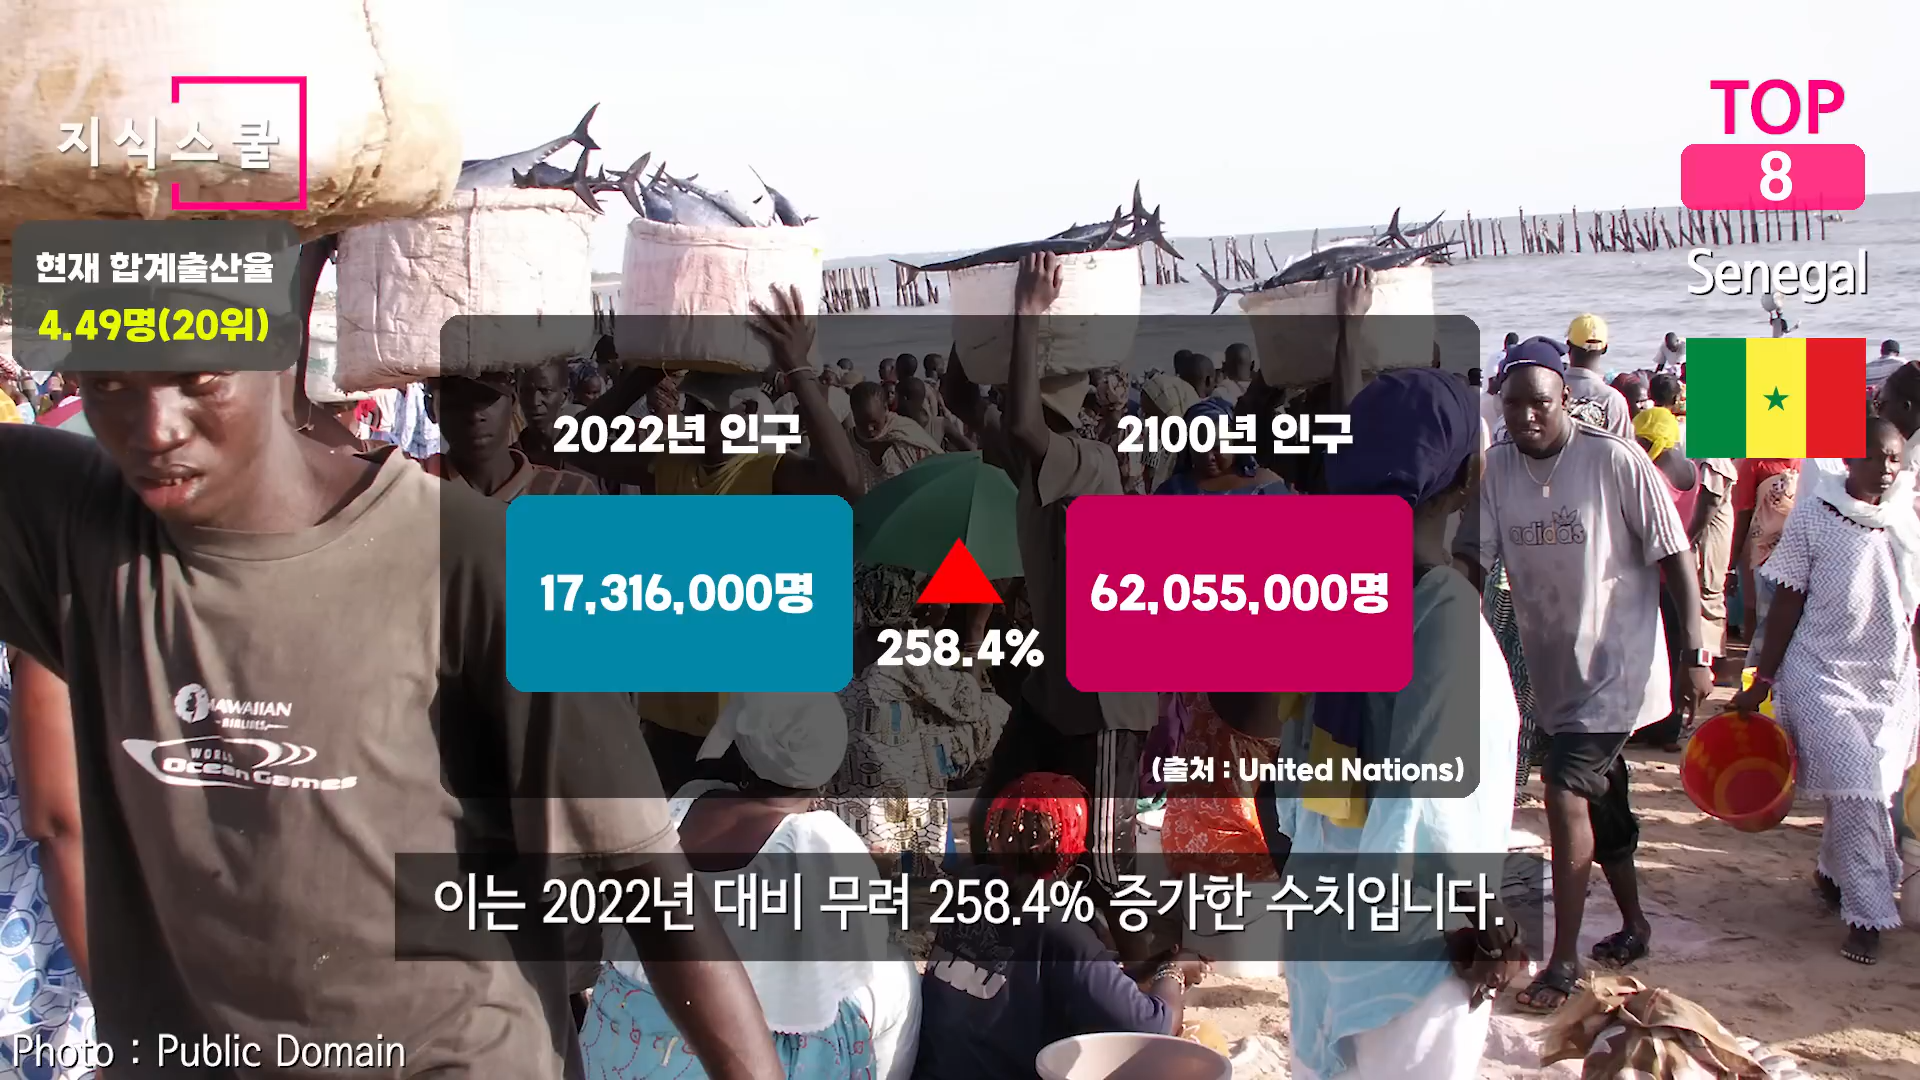 지식스쿨
TOP
8
Senegal
현재 합계출산율
4.49명(20위)
2022년 인구
2100년 인구
17,316,000명
62,055,000명
258.4%
(출처 : United Nations)
adidas
HAWAIIAN
AIRLINES
WORLD
Ocean Games
이는 2022년 대비 무려 258.4% 증가한 수치입니다.
Photo : Public Domain